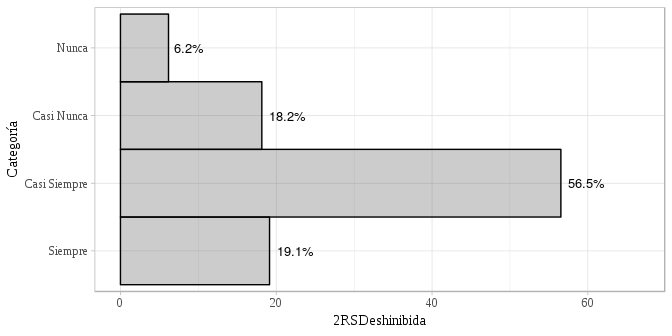 Nunca
6.2%
Casi Nunca
18.2%
Categoría
Casi Siempre
56.5%
Siempre
19.1%
0
20
40
60
2RSDeshinibida